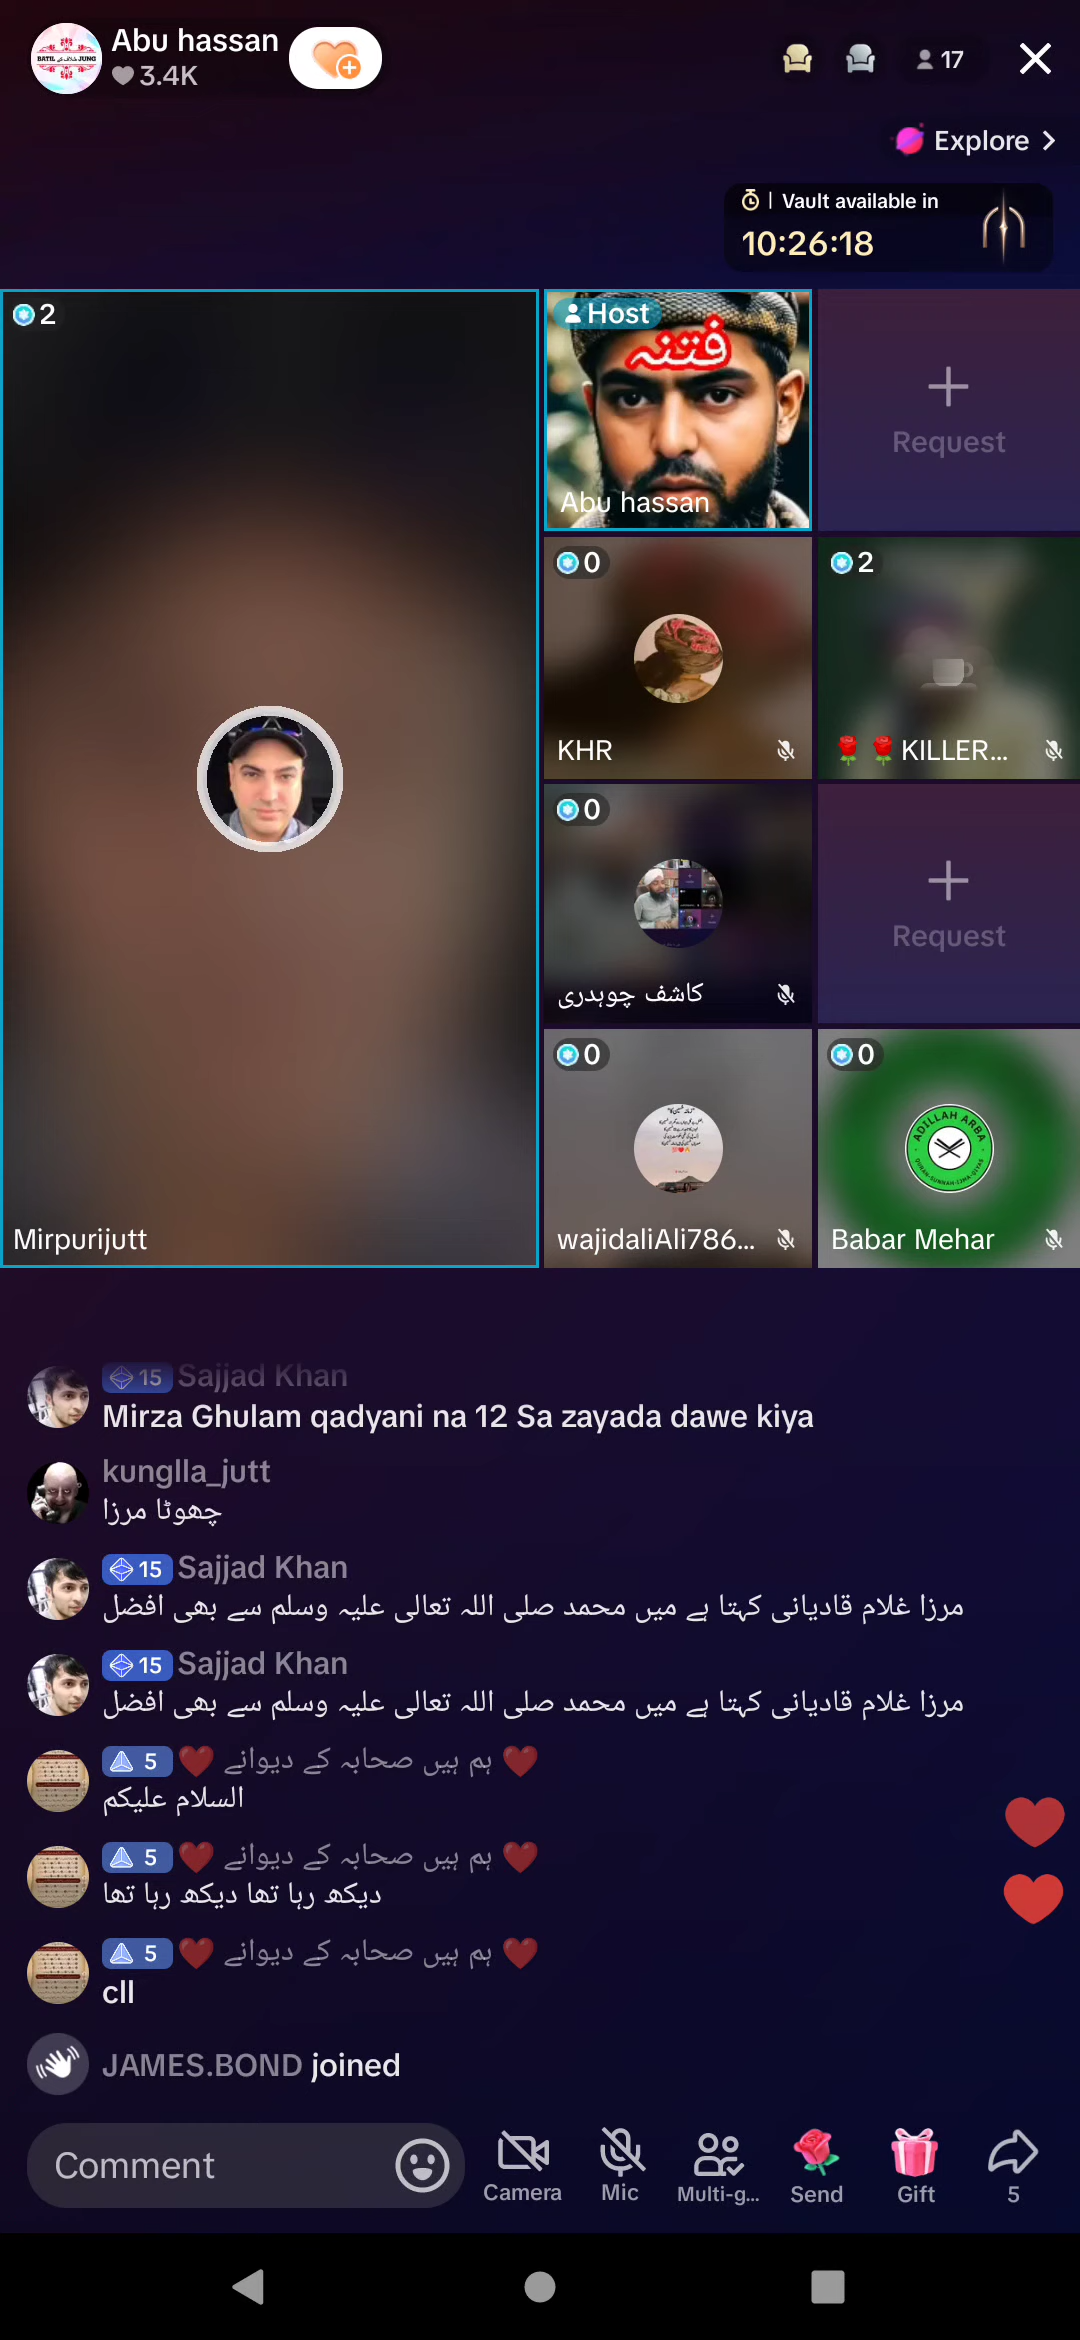 Abu hassan
3.4K
17
Explore
Vault available in
10:26:18
2
Host
فتنہ
Abu hassan
Request
0
KHR
2
KILLER...
0
کاشف چوہدری
Request
Mirpurijutt
0
wajidaliAli786...
0
ADILLAH ARBA
Babar Mehar
15 Sajjad Khan
Mirza Ghulam qadyani na 12 Sa zayada dawe kiya
kunglla_jutt
چھوٹا مرزا
15 Sajjad Khan
مرزا غلام قادیانی کہتا ہے میں محمد صلی اللہ تعالی علیہ وسلم سے بھی افضل
15 Sajjad Khan
مرزا غلام قادیانی کہتا ہے میں محمد صلی اللہ تعالی علیہ وسلم سے بھی افضل
5 ❤️ ہم ہیں صحابہ کے دیوانے ❤️
السلام علیکم
5 ❤️ ہم ہیں صحابہ کے دیوانے ❤️
دیکھ رہا تھا دیکھ رہا تھا
5 ❤️ ہم ہیں صحابہ کے دیوانے ❤️
cll
JAMES.BOND joined
Comment
Camera
Mic
Multi-g...
Send
Gift
5